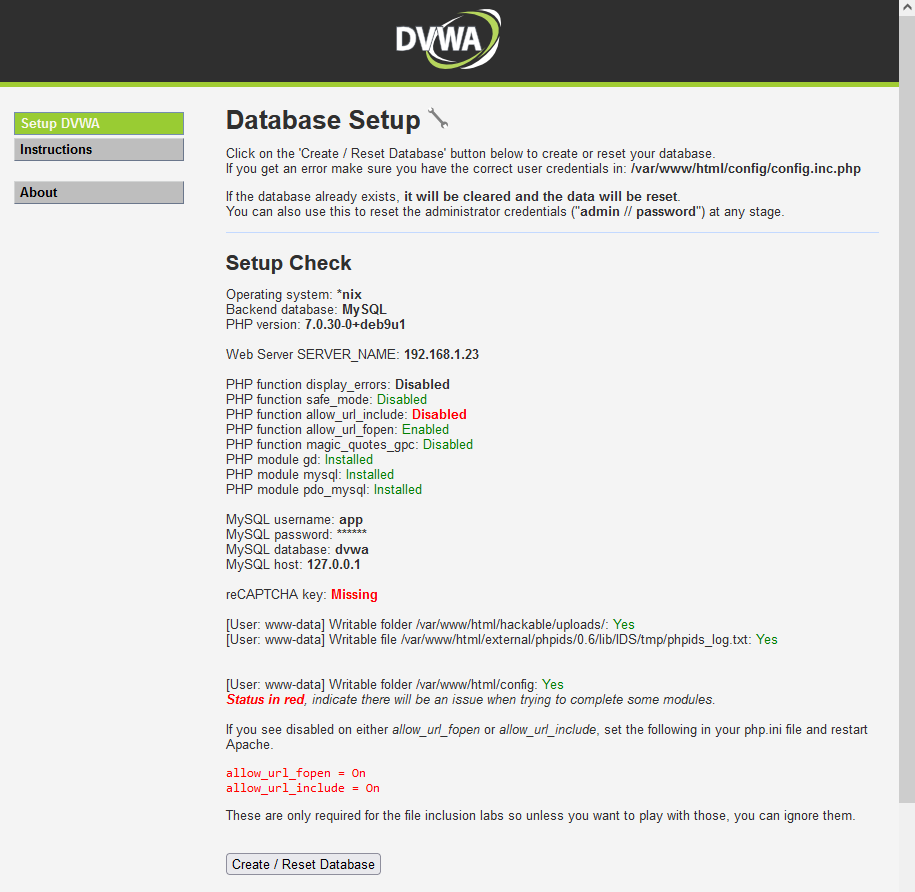 DVWA
Setup DVWA
Instructions
About
Database Setup
Click on the 'Create / Reset Database' button below to create or reset your database.
If you get an error make sure you have the correct user credentials in: /var/www/html/config/config.inc.php
If the database already exists, it will be cleared and the data will be reset.
You can also use this to reset the administrator credentials ("admin // password") at any stage.
Setup Check
Operating system: *nix
Backend database: MySQL
PHP version: 7.0.30-0+deb9u1
Web Server SERVER_NAME: 192.168.1.23
PHP function display_errors: Disabled
PHP function safe_mode: Disabled
PHP function allow_url_include: Disabled
PHP function allow_url_fopen: Enabled
PHP function magic_quotes_gpc: Disabled
PHP module gd: Installed
PHP module mysql: Installed
PHP module pdo_mysql: Installed
MySQL username: app
MySQL password: ******
MySQL database: dvwa
MySQL host: 127.0.0.1
reCAPTCHA key: Missing
[User: www-data] Writable folder /var/www/html/hackable/uploads/: Yes
[User: www-data] Writable file /var/www/html/external/phpids/0.6/lib/IDS/tmp/phpids_log.txt: Yes
[User: www-data] Writable folder /var/www/html/config: Yes
Status in red, indicate there will be an issue when trying to complete some modules.
If you see disabled on either allow_url_fopen or allow_url_include, set the following in your php.ini file and restart
Apache.
allow_url_fopen = On
allow_url_include = On
These are only required for the file inclusion labs so unless you want to play with those, you can ignore them.
Create / Reset Database